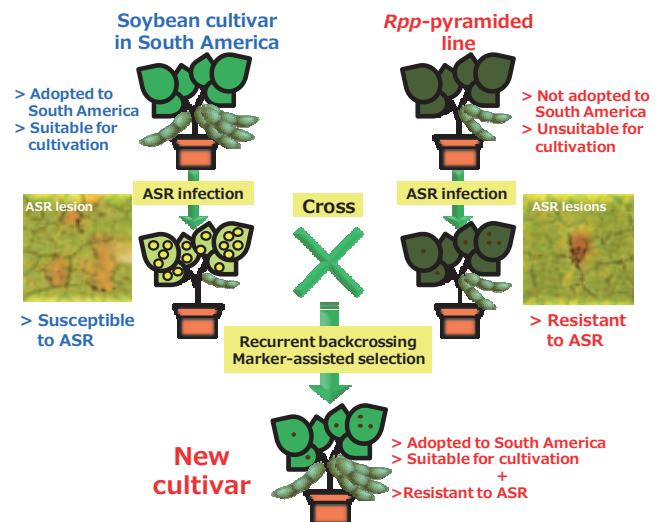 Soybean cultivar
in South America
Rpp-pyramided
line
> Adopted to
South America
> Suitable for
cultivation
> Not adopted to
South America
> Unsuitable for
cultivation
ASR infection
ASR infection
Cross
ASR lesion
ASR lesions
> Susceptible
to ASR
> Resistant
to ASR
Recurrent backcrossing
Marker-assisted selection
New
cultivar
> Adopted to South America
> Suitable for cultivation
+
>Resistant to ASR